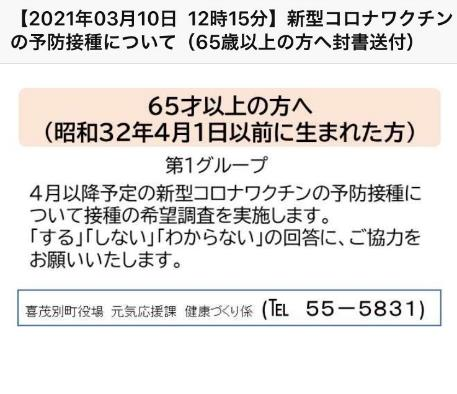 【2021年03月10日 12時15分】新型コロナワクチン
の予防接種について（65歳以上の方へ封書送付）
65才以上の方へ
（昭和32年4月1日以前に生まれた方）
第1グループ
４月以降予定の新型コロナワクチンの予防接種に
ついて接種の希望調査を実施します。
「する」「しない」「わからない」の回答に、ご協力を
お願いいたします。
喜茂別町役場 元気応援課 健康づくり係 (℡ 55－5831)